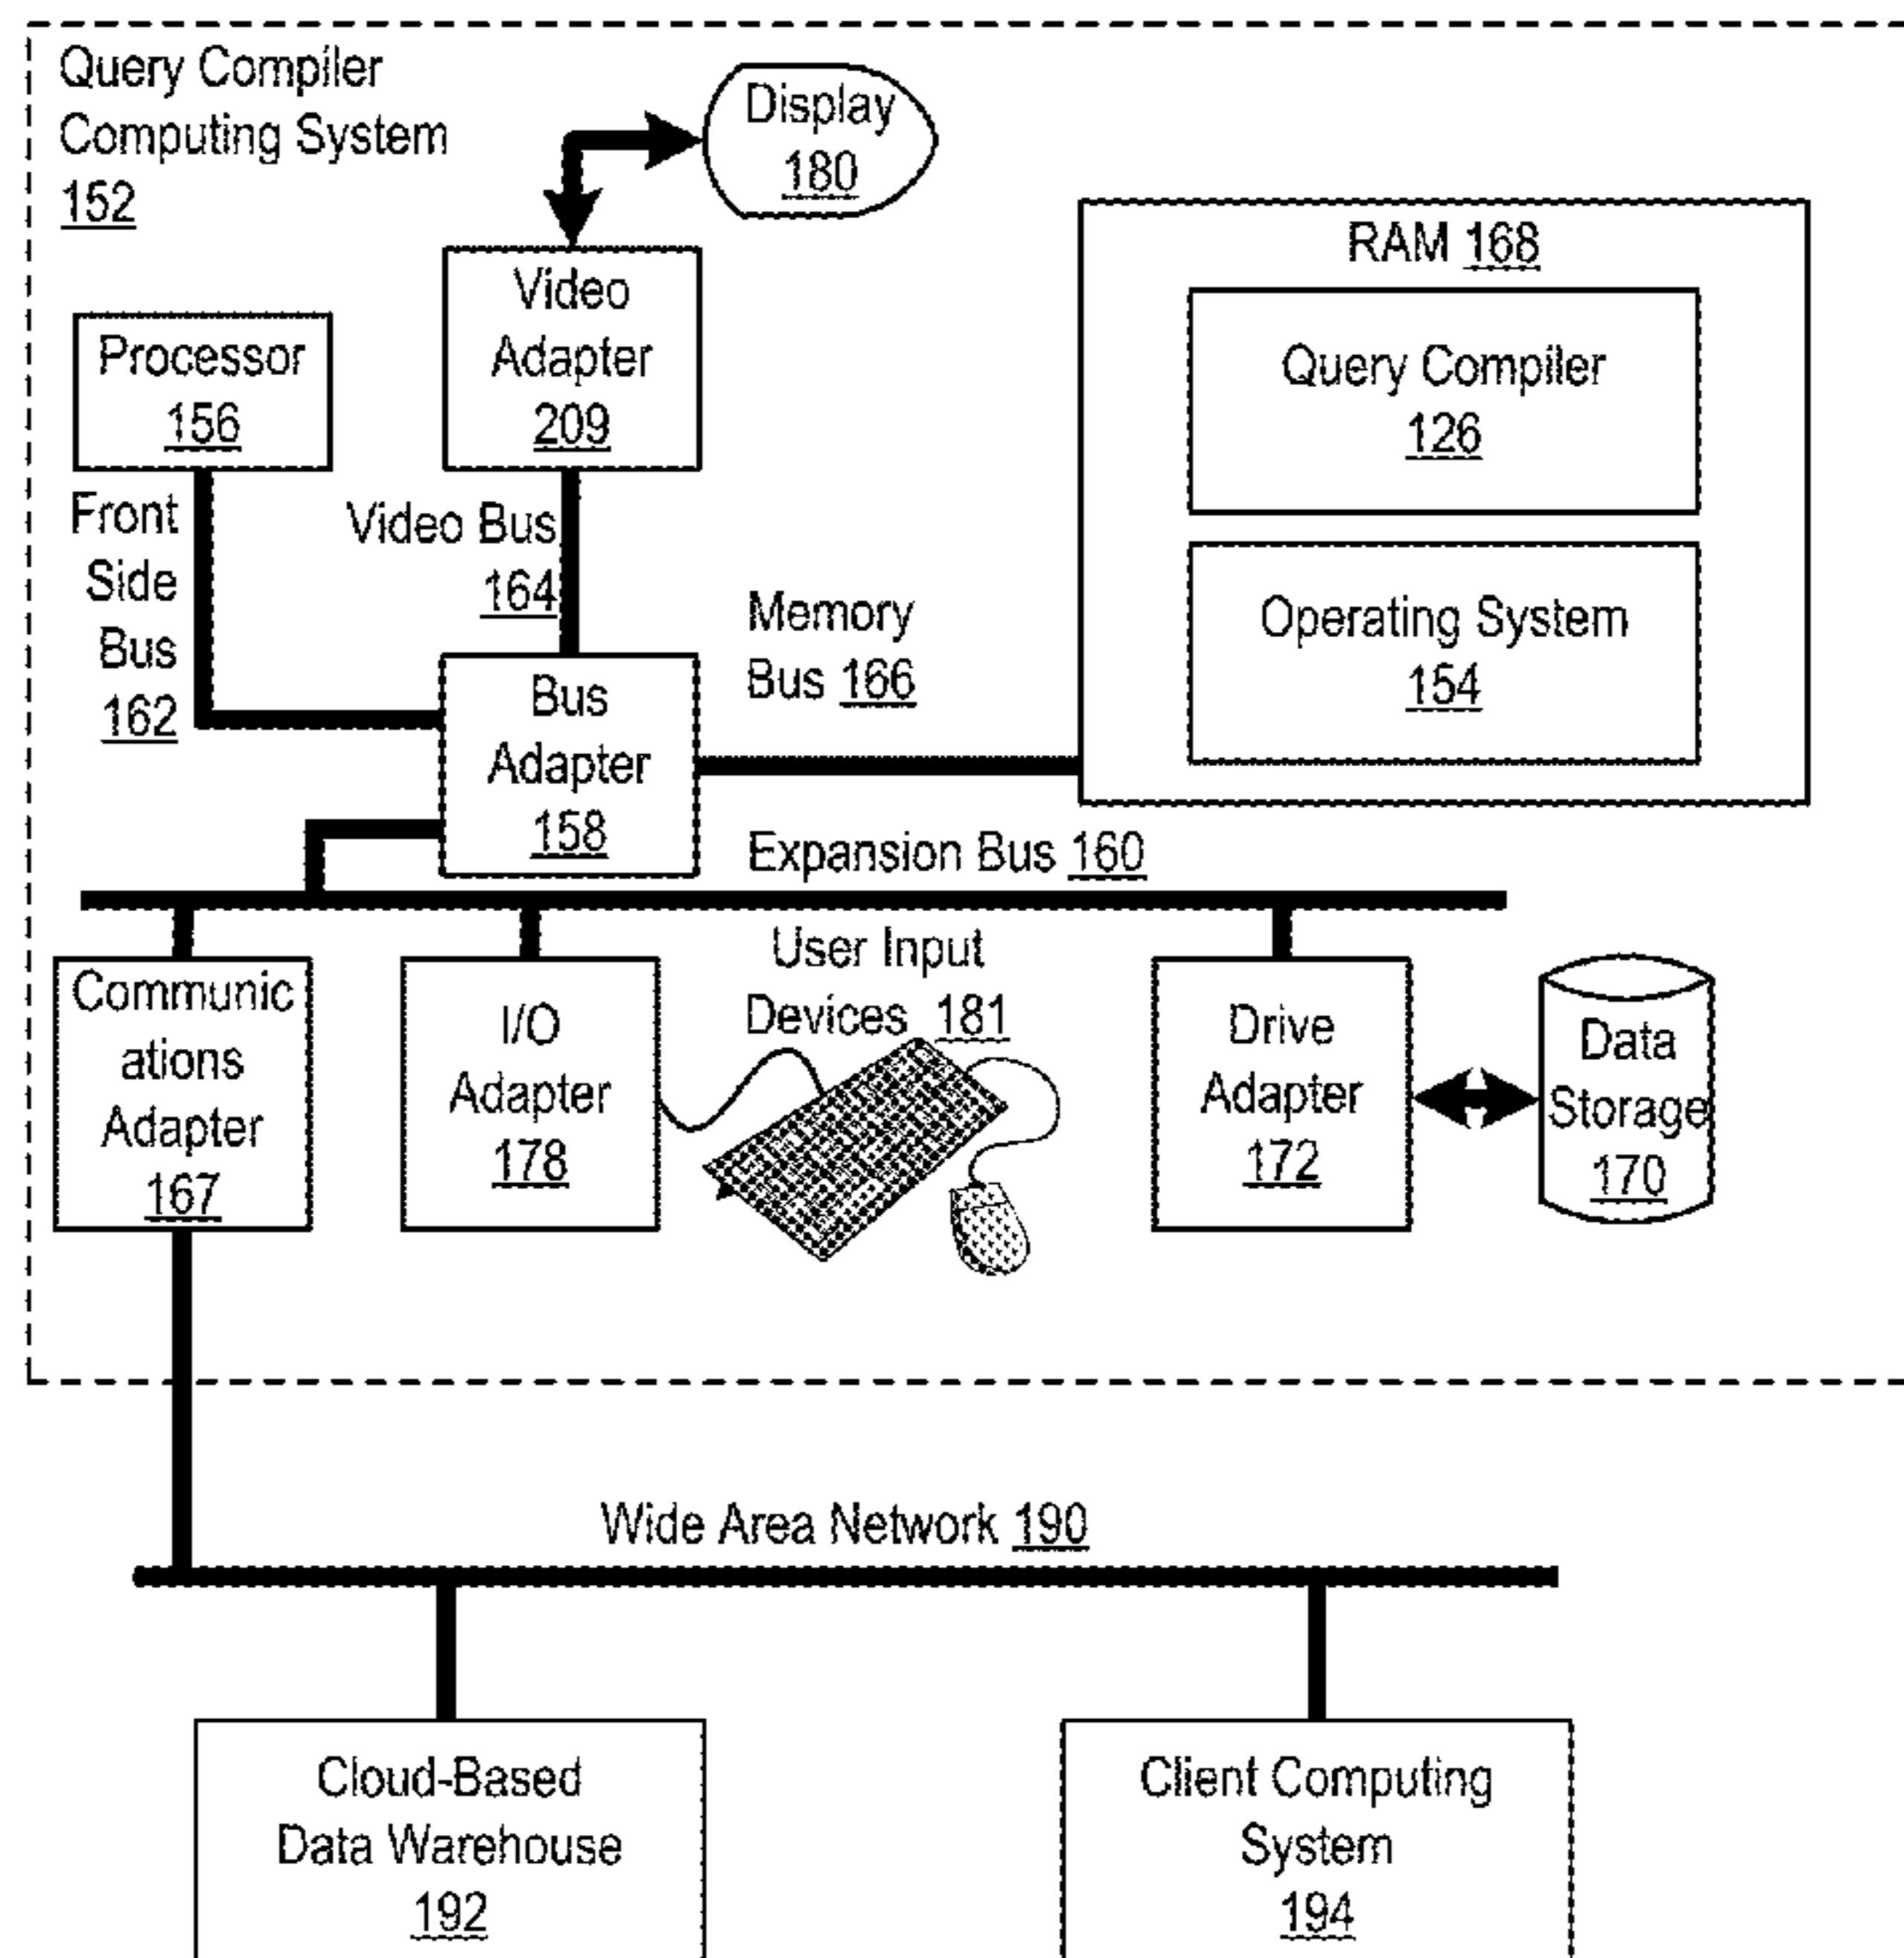 Query Compiler
Computing System
152
Display
180
Video
Adapter
209
Processor
156
RAM 168
Query Compiler
126
Operating System
154
Front
Side
Bus
162
Video Bus
164
Memory
Bus 166
Bus
Adapter
158
Expansion Bus 160
Communic
ations
Adapter
167
I/O
Adapter
178
User Input
Devices 181
Drive
Adapter
172
Data
Storage
170
Wide Area Network 190
Cloud-Based
Data Warehouse
192
Client Computing
System
194